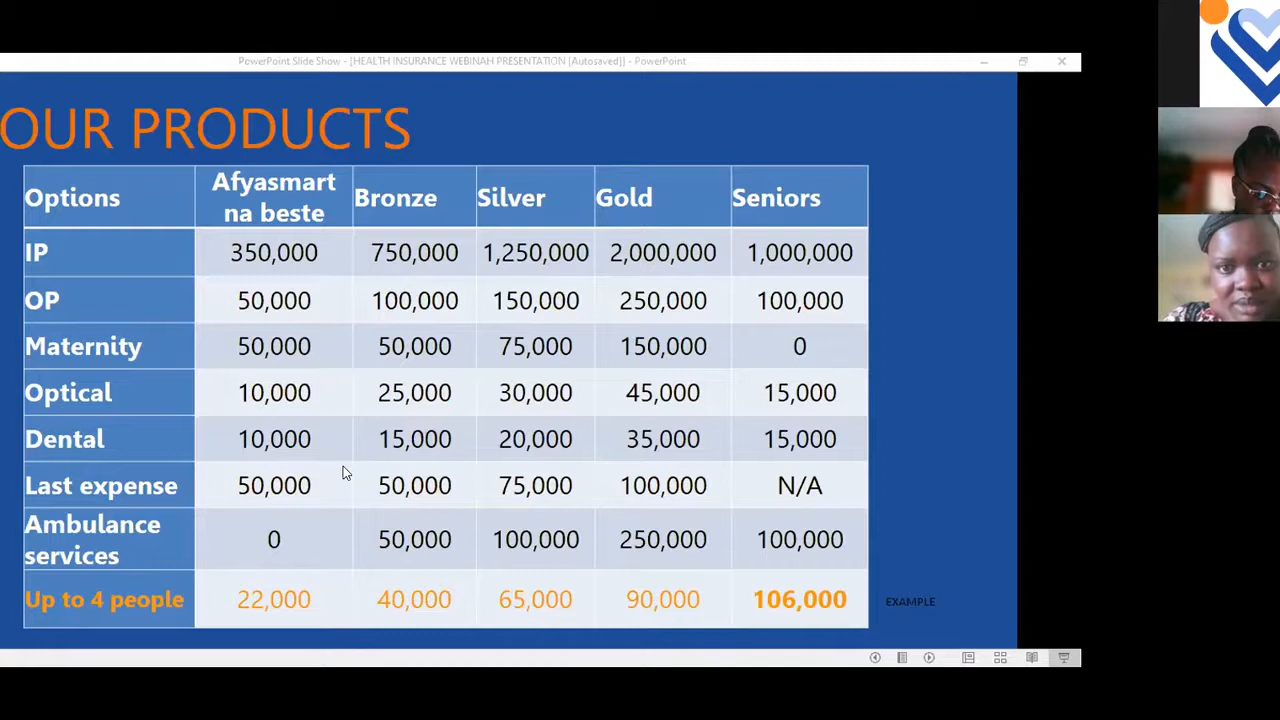 PowerPoint Slide Show - [HEALTH INSURANCE WEBINAH PRESENTATION [Autosaved]] - PowerPoint
OUR PRODUCTS
Options Afyasmart na beste Bronze Silver Gold Seniors
IP 350,000 750,000 1,250,000 2,000,000 1,000,000
OP 50,000 100,000 150,000 250,000 100,000
Maternity 50,000 50,000 75,000 150,000 0
Optical 10,000 25,000 30,000 45,000 15,000
Dental 10,000 15,000 20,000 35,000 15,000
Last expense 50,000 50,000 75,000 100,000 N/A
Ambulance services 0 50,000 100,000 250,000 100,000
Up to 4 people 22,000 40,000 65,000 90,000 106,000
EXAMPLE